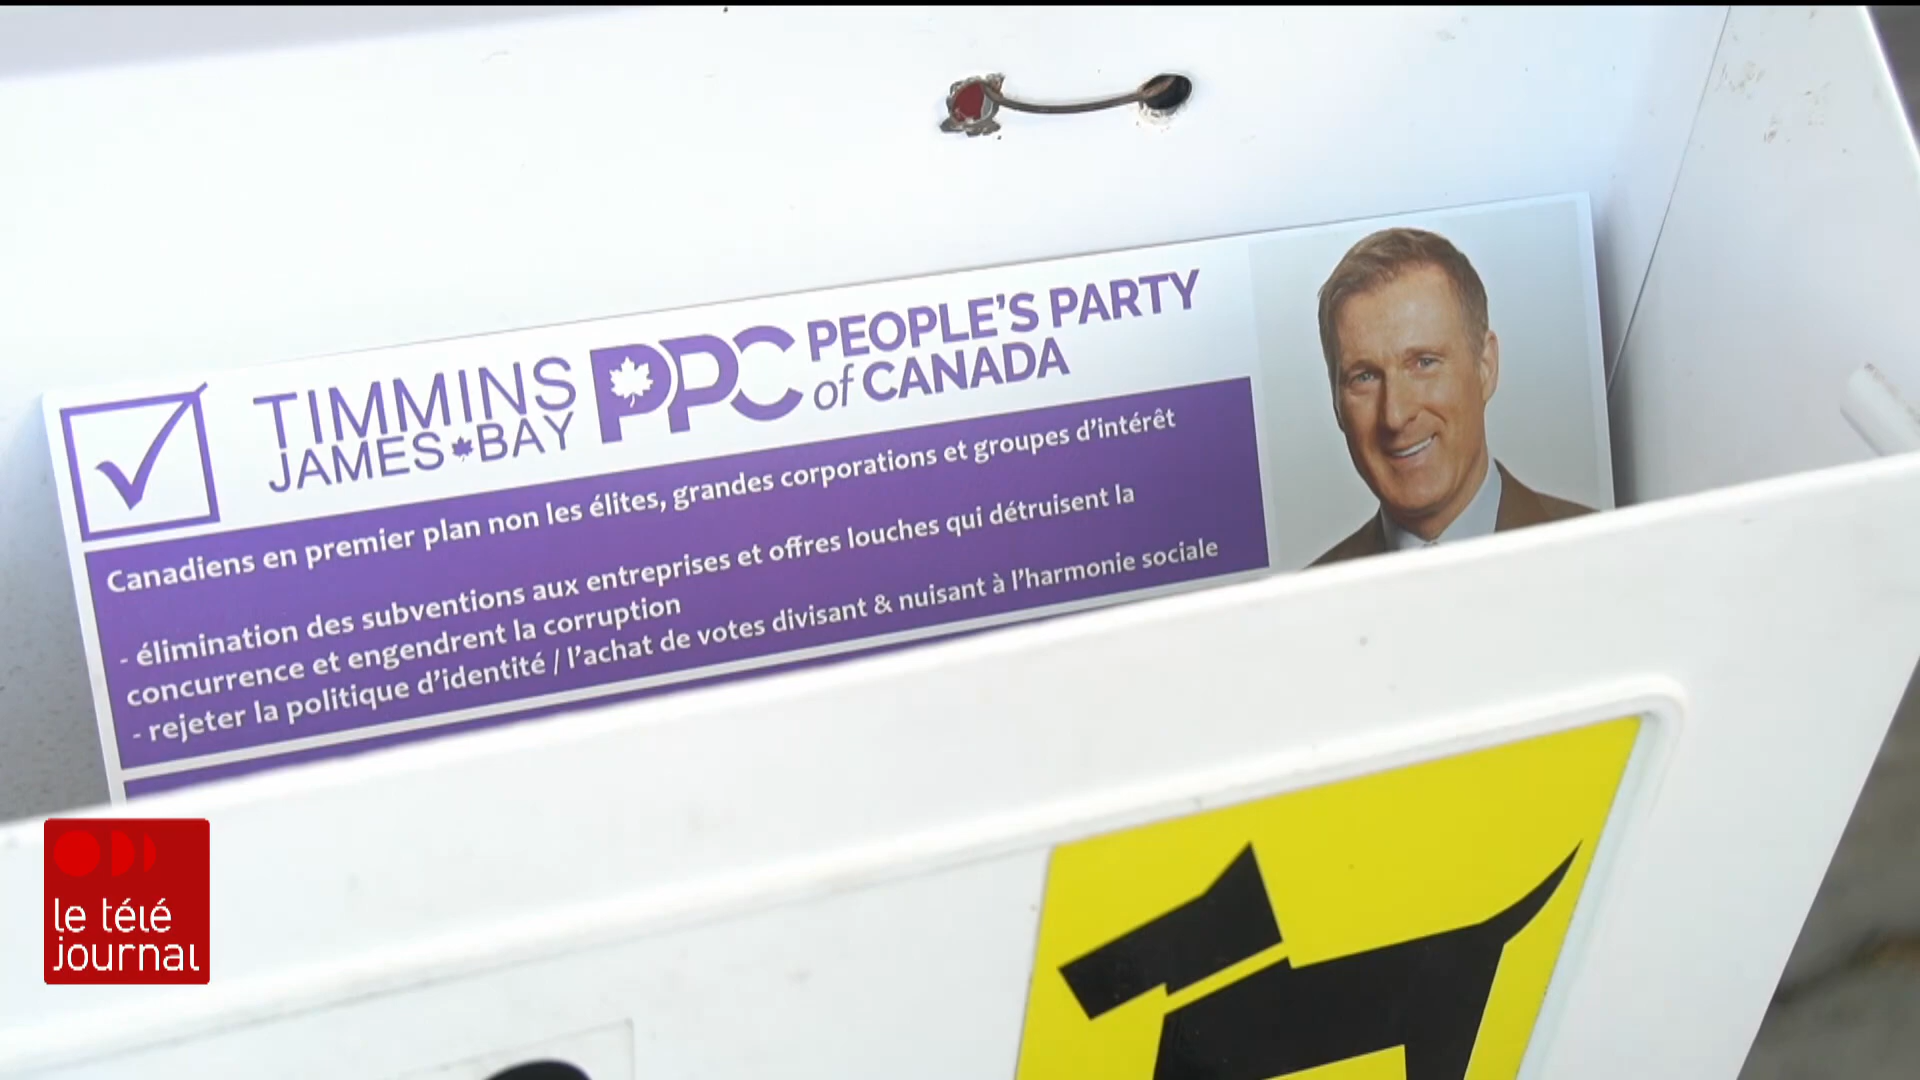 TIMMINS
JAMES BAY
PPC
PEOPLE'S PARTY
of CANADA
Canadiens en premier plan non les élites, grandes corporations et groupes d'intérêt
- élimination des subventions aux entreprises et offres louches qui détruisent la
concurrence et engendrent la corruption
- rejeter la politique d'identité / l'achat de votes divisant & nuisant à l'harmonie sociale
le télé
journal